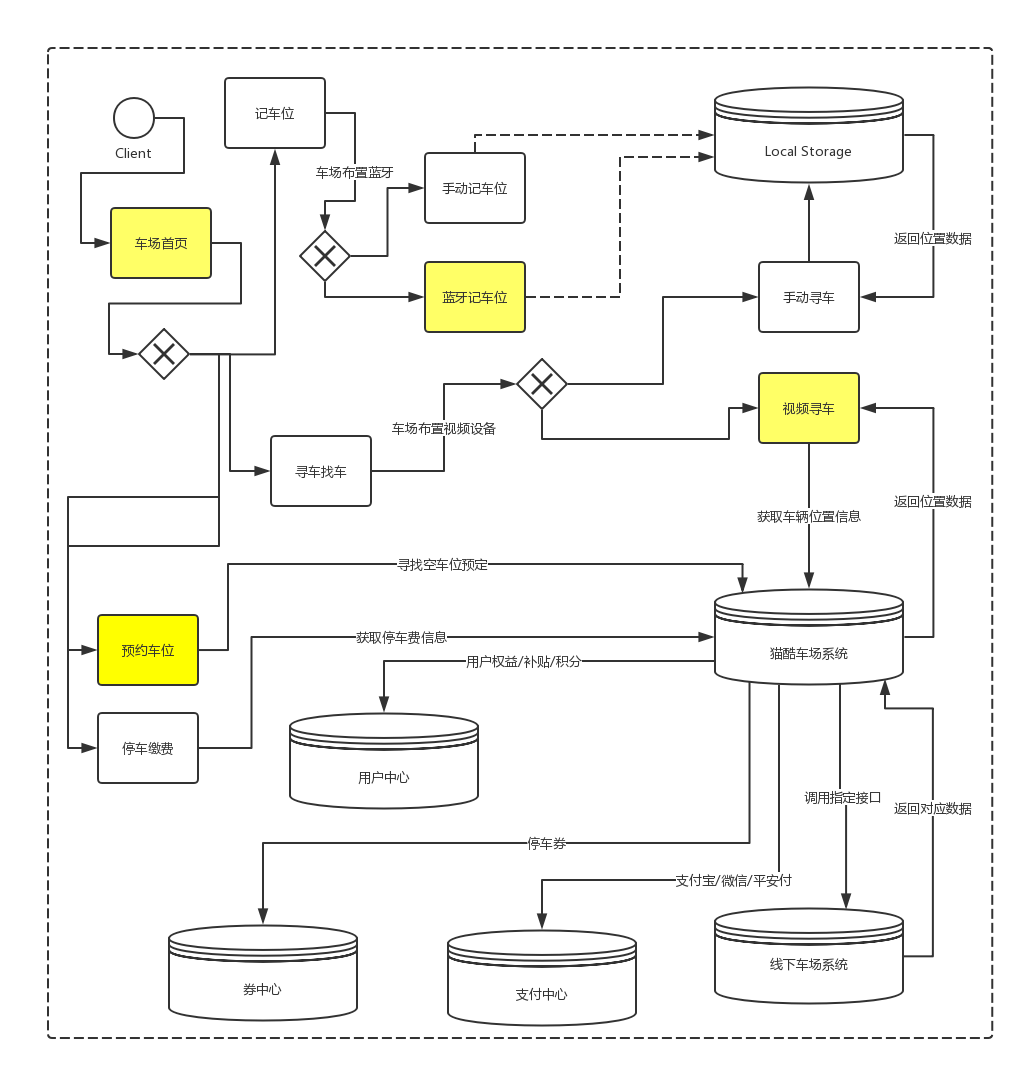 记车位
Client
Local Storage
车场布置蓝牙
手动记车位
车场首页
返回位置数据
蓝牙记车位
手动寻车
视频寻车
车场布置视频设备
寻车找车
返回位置数据
获取车辆位置信息
寻找空车位预定
预约车位
获取停车费信息
猫酷车场系统
用户权益/补贴/积分
停车缴费
用户中心
调用指定接口
返回对应数据
停车券
支付宝/微信/平安付
线下车场系统
券中心
支付中心